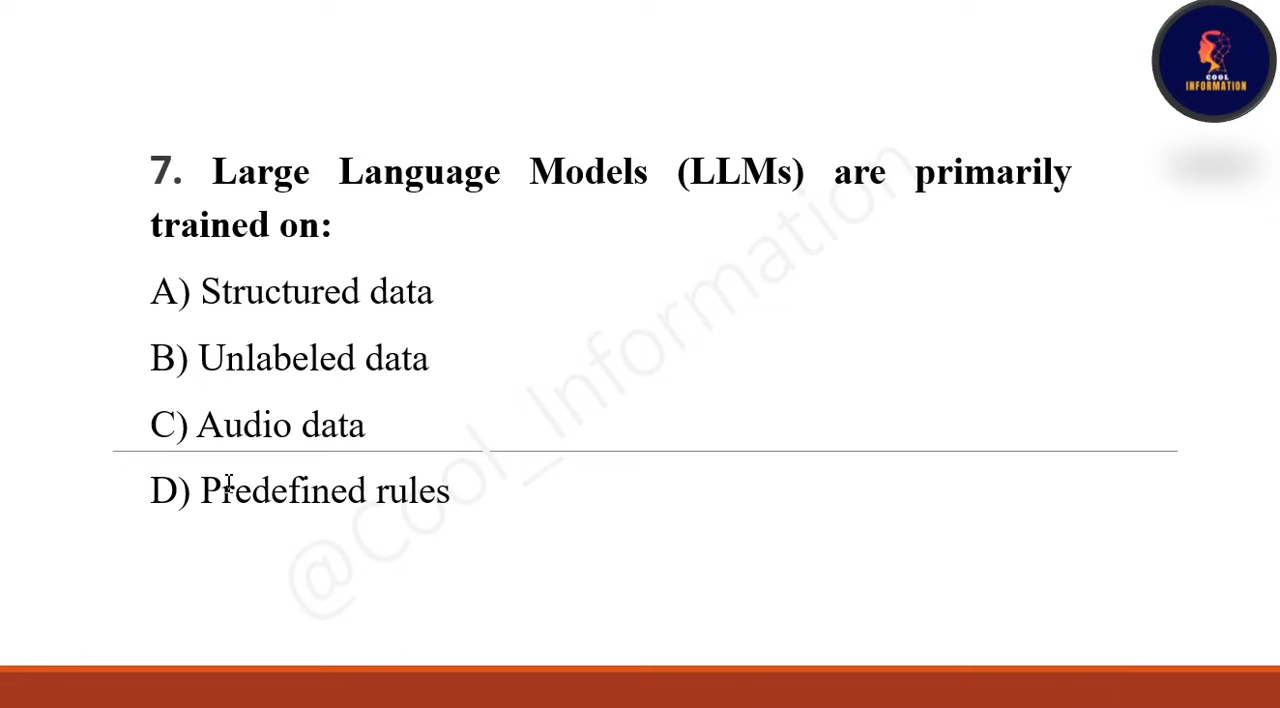 COOL
INFORMATION
7. Large Language Models (LLMs) are primarily
trained on:
A) Structured data
B) Unlabeled data
C) Audio data
D) Predefined rules
@Cool_Information